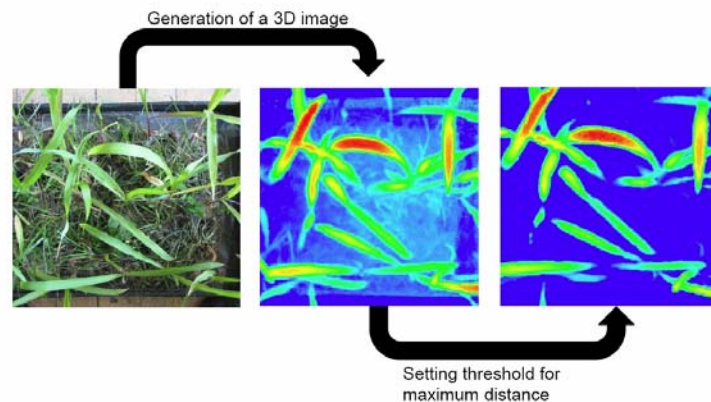 Generation of a 3D image
Setting threshold for
maximum distance